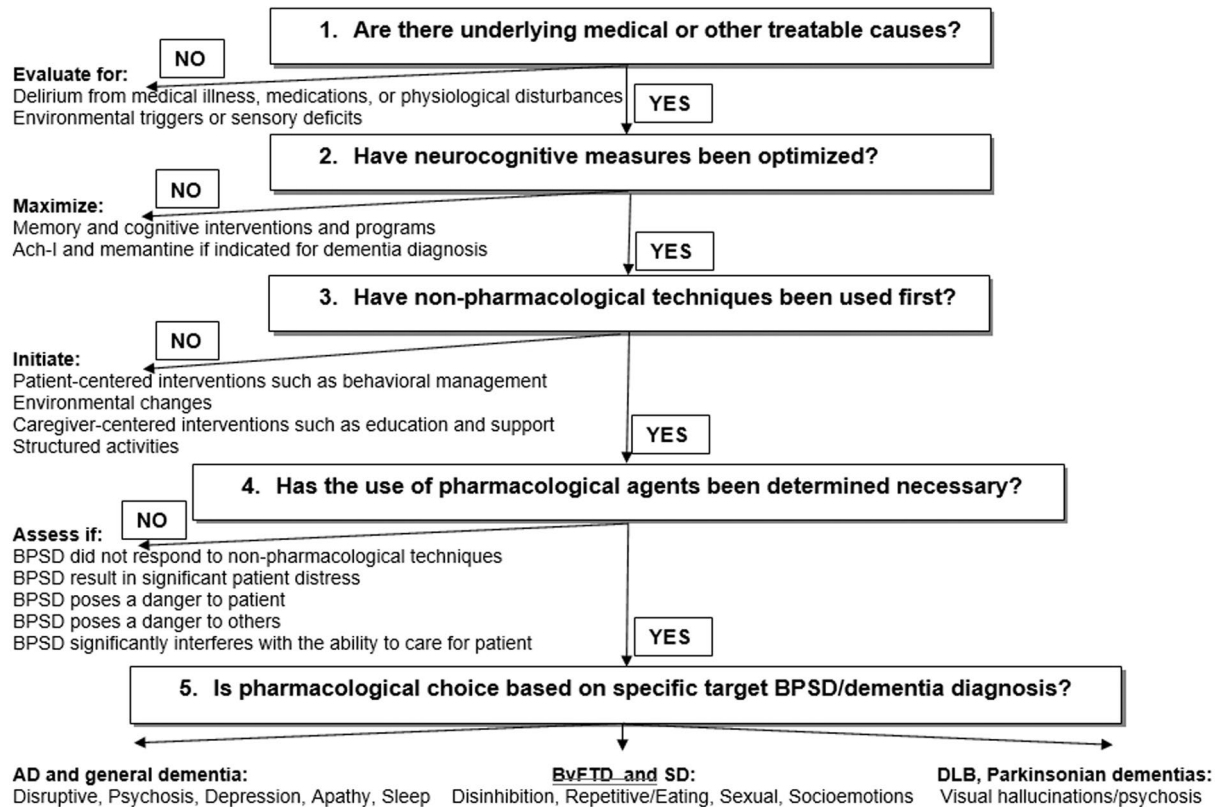 1. Are there underlying medical or other treatable causes?
NO
Evaluate for:
Delirium from medical illness, medications, or physiological disturbances
Environmental triggers or sensory deficits
YES
2. Have neurocognitive measures been optimized?
NO
Maximize:
Memory and cognitive interventions and programs
Ach-I and memantine if indicated for dementia diagnosis
YES
3. Have non-pharmacological techniques been used first?
NO
Initiate:
Patient-centered interventions such as behavioral management
Environmental changes
Caregiver-centered interventions such as education and support
Structured activities
YES
4. Has the use of pharmacological agents been determined necessary?
NO
Assess if:
BPSD did not respond to non-pharmacological techniques
BPSD result in significant patient distress
BPSD poses a danger to patient
BPSD poses a danger to others
BPSD significantly interferes with the ability to care for patient
YES
5. Is pharmacological choice based on specific target BPSD/dementia diagnosis?
AD and general dementia:
Disruptive, Psychosis, Depression, Apathy, Sleep
BvFTD and SD:
Disinhibition, Repetitive/Eating, Sexual, Socioemotions
DLB, Parkinsonian dementias:
Visual hallucinations/psychosis